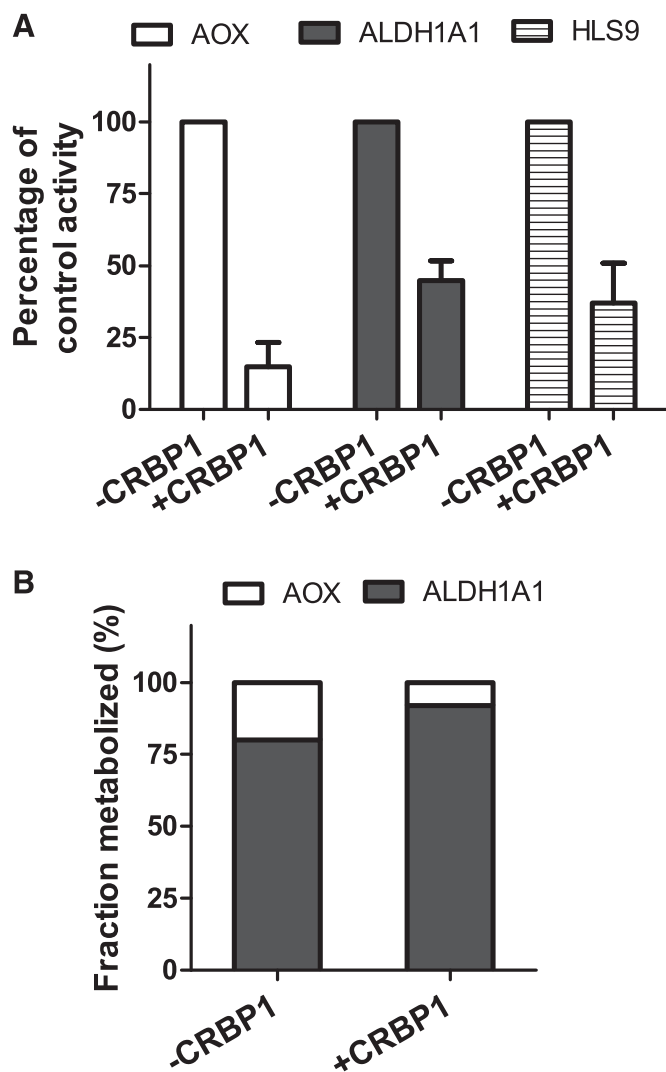 A
AOX ALDH1A1 HLS9
Percentage of
control activity
100
75
50
25
0
-CRBP1 +CRBP1 -CRBP1 +CRBP1 -CRBP1 +CRBP1
B
AOX ALDH1A1
Fraction metabolized (%)
100
75
50
25
0
-CRBP1 +CRBP1